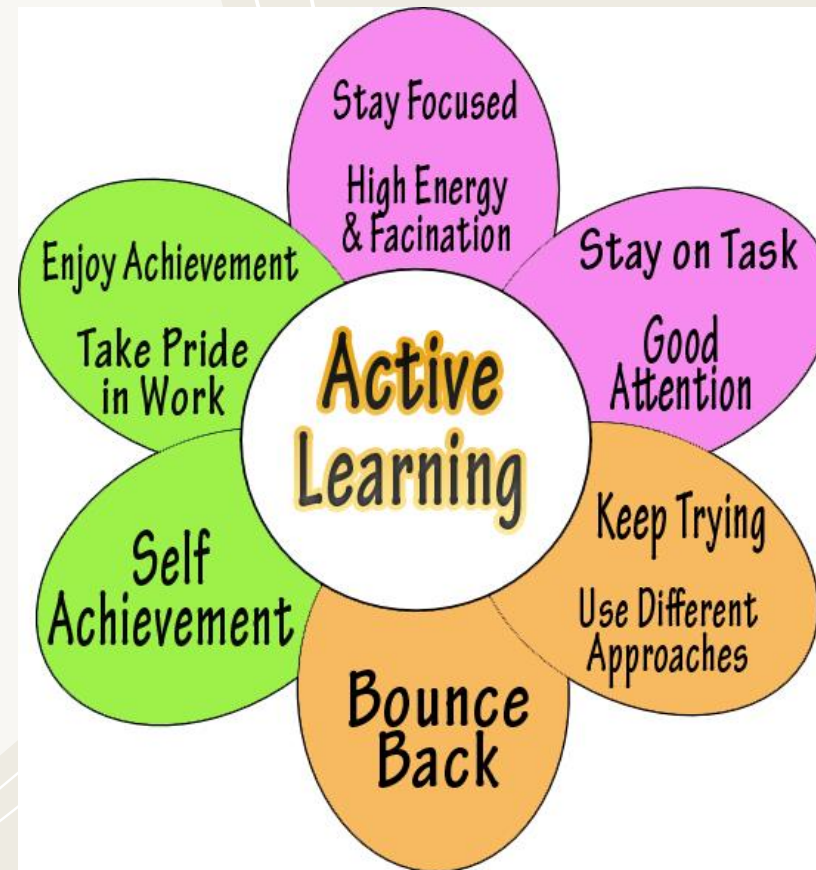 Active
Learning
Stay Focused
High Energy
& Facination
Stay on Task
Good
Attention
Keep Trying
Use Different
Approaches
Bounce
Back
Self
Achievement
Enjoy Achievement
Take Pride
in Work